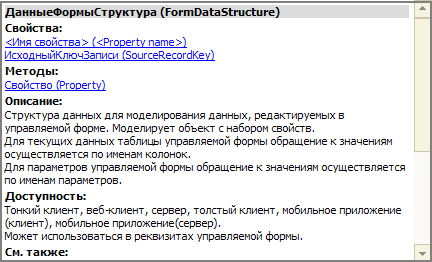 ДанныеФормыСтруктура (FormDataStructure)
Свойства:
<Имя свойства> (<Property name>)
ИсходныйКлючЗаписи (SourceRecordKey)
Методы:
Свойство (Property)
Описание:
Структура данных для моделирования данных, редактируемых в
управляемой форме. Моделирует объект с набором свойств.
Для текущих данных таблицы управляемой формы обращение к значениям
осуществляется по именам колонок.
Для параметров управляемой формы обращение к значениям осуществляется
по именам параметров.
Доступность:
Тонкий клиент, веб-клиент, сервер, толстый клиент, мобильное приложение
(клиент), мобильное приложение(сервер).
Может использоваться в реквизитах управляемой формы.
См. также: